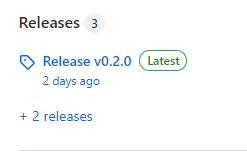 Releases 3
Release v0.2.0 Latest
2 days ago
+ 2 releases